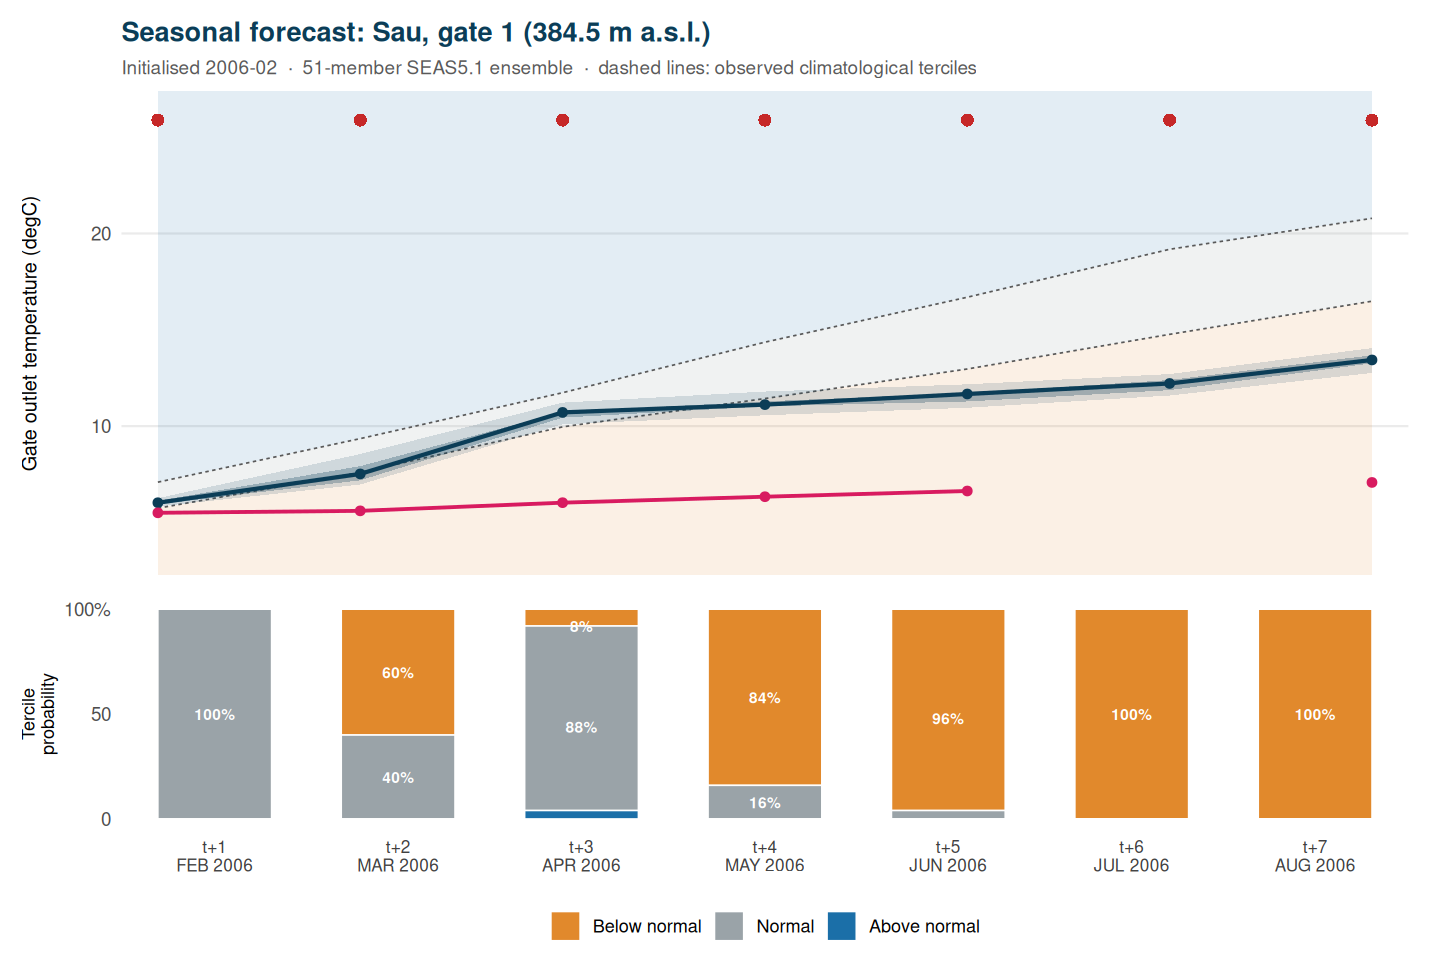 Seasonal forecast: Sau, gate 1 (384.5 m a.s.l.)
Initialised 2006-02 · 51-member SEAS5.1 ensemble · dashed lines: observed climatological terciles
Gate outlet temperature (degC)
20
10
Tercile
probability
100%
50
0
100%
60%
40%
8%
88%
84%
16%
96%
100%
100%
t+1
FEB 2006
t+2
MAR 2006
t+3
APR 2006
t+4
MAY 2006
t+5
JUN 2006
t+6
JUL 2006
t+7
AUG 2006
Below normal
Normal
Above normal